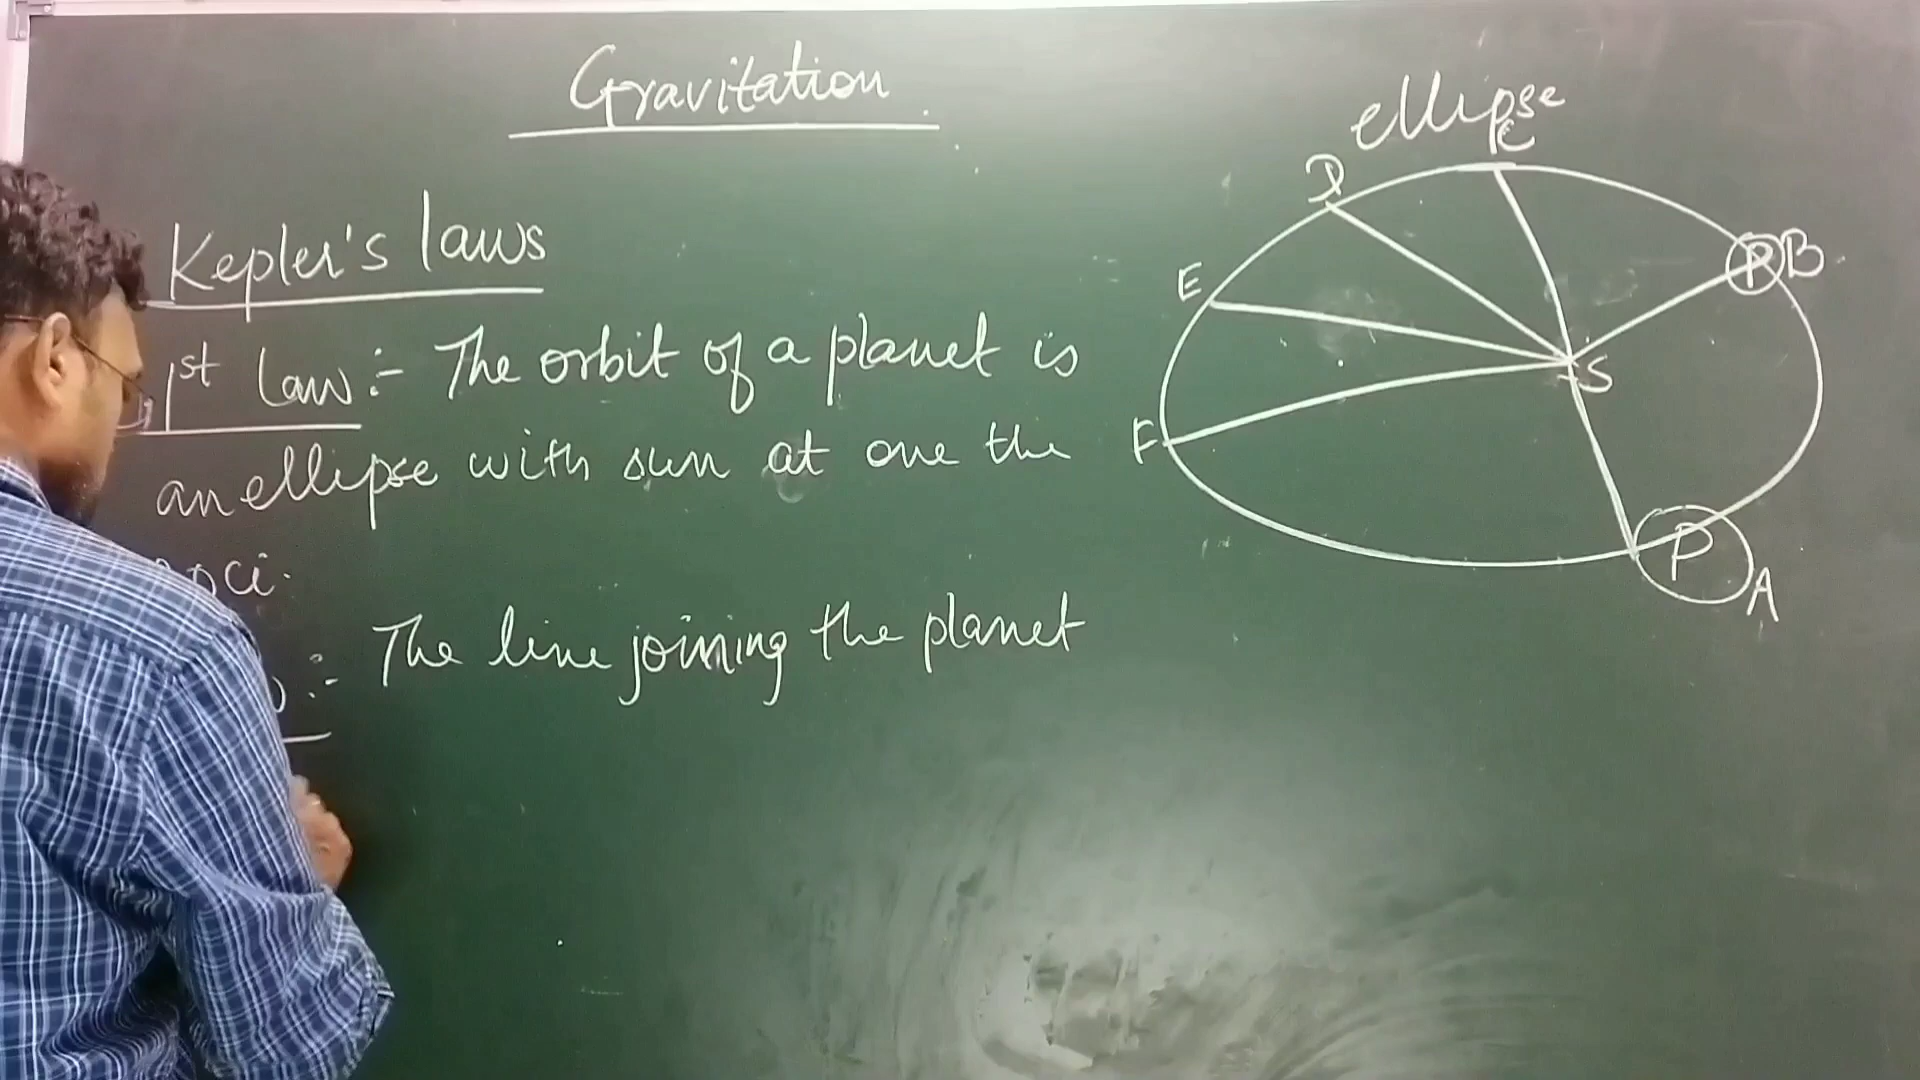 Gravitation
ellipse
Kepler's laws
1st law :- The orbit of a planet is
an ellipse with sun at one the
The line joining the planet
C
D
P B
E
S
F
P
A